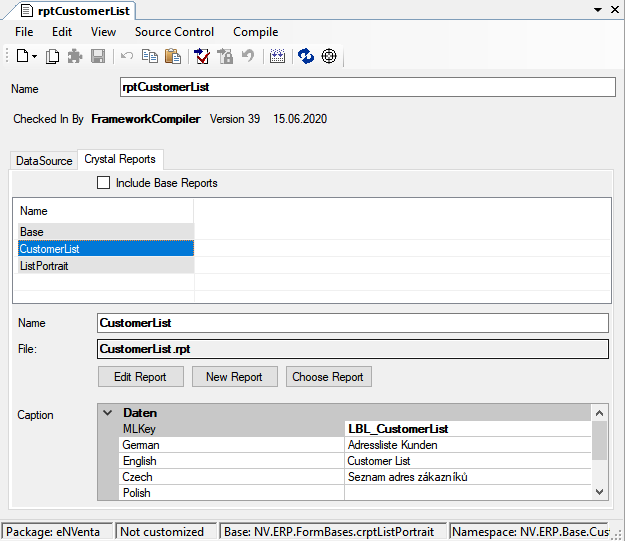 rptCustomerList
File Edit View Source Control Compile
Name rptCustomerList
Checked In By FrameworkCompiler Version 39 15.06.2020
DataSource Crystal Reports
Include Base Reports
Name
Base
CustomerList
ListPortrait
Name CustomerList
File: CustomerList.rpt
Edit Report New Report Choose Report
Caption Daten
MLKey LBL_CustomerList
German Adressliste Kunden
English Customer List
Czech Seznam adres zákazníků
Polish
Package: eNVenta Not customized Base: NV.ERP.FormBases.crptListPortrait Namespace: NV.ERP.Base.Cus